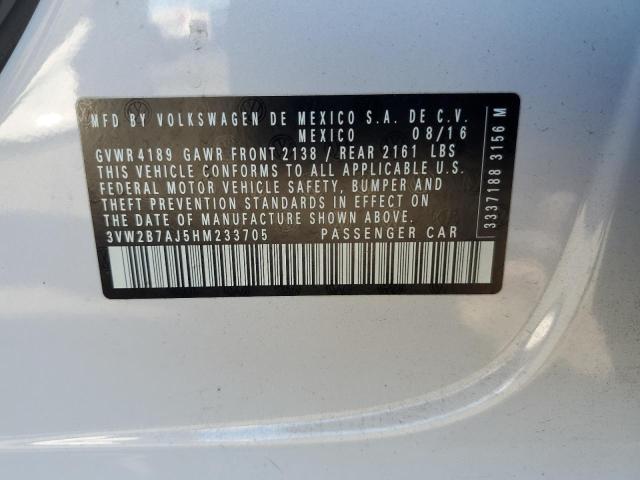 MFD BY VOLKSWAGEN DE MEXICO S.A. DE C.V.
MEXICO 08/16
GVWR 4189 GAWR FRONT 2138 / REAR 2161 LBS
THIS VEHICLE CONFORMS TO ALL APPLICABLE U.S.
FEDERAL MOTOR VEHICLE SAFETY, BUMPER AND
THEFT PREVENTION STANDARDS IN EFFECT ON
THE DATE OF MANUFACTURE SHOWN ABOVE.
3VW2B7AJ5HM233705 PASSENGER CAR
3337188 3156 M